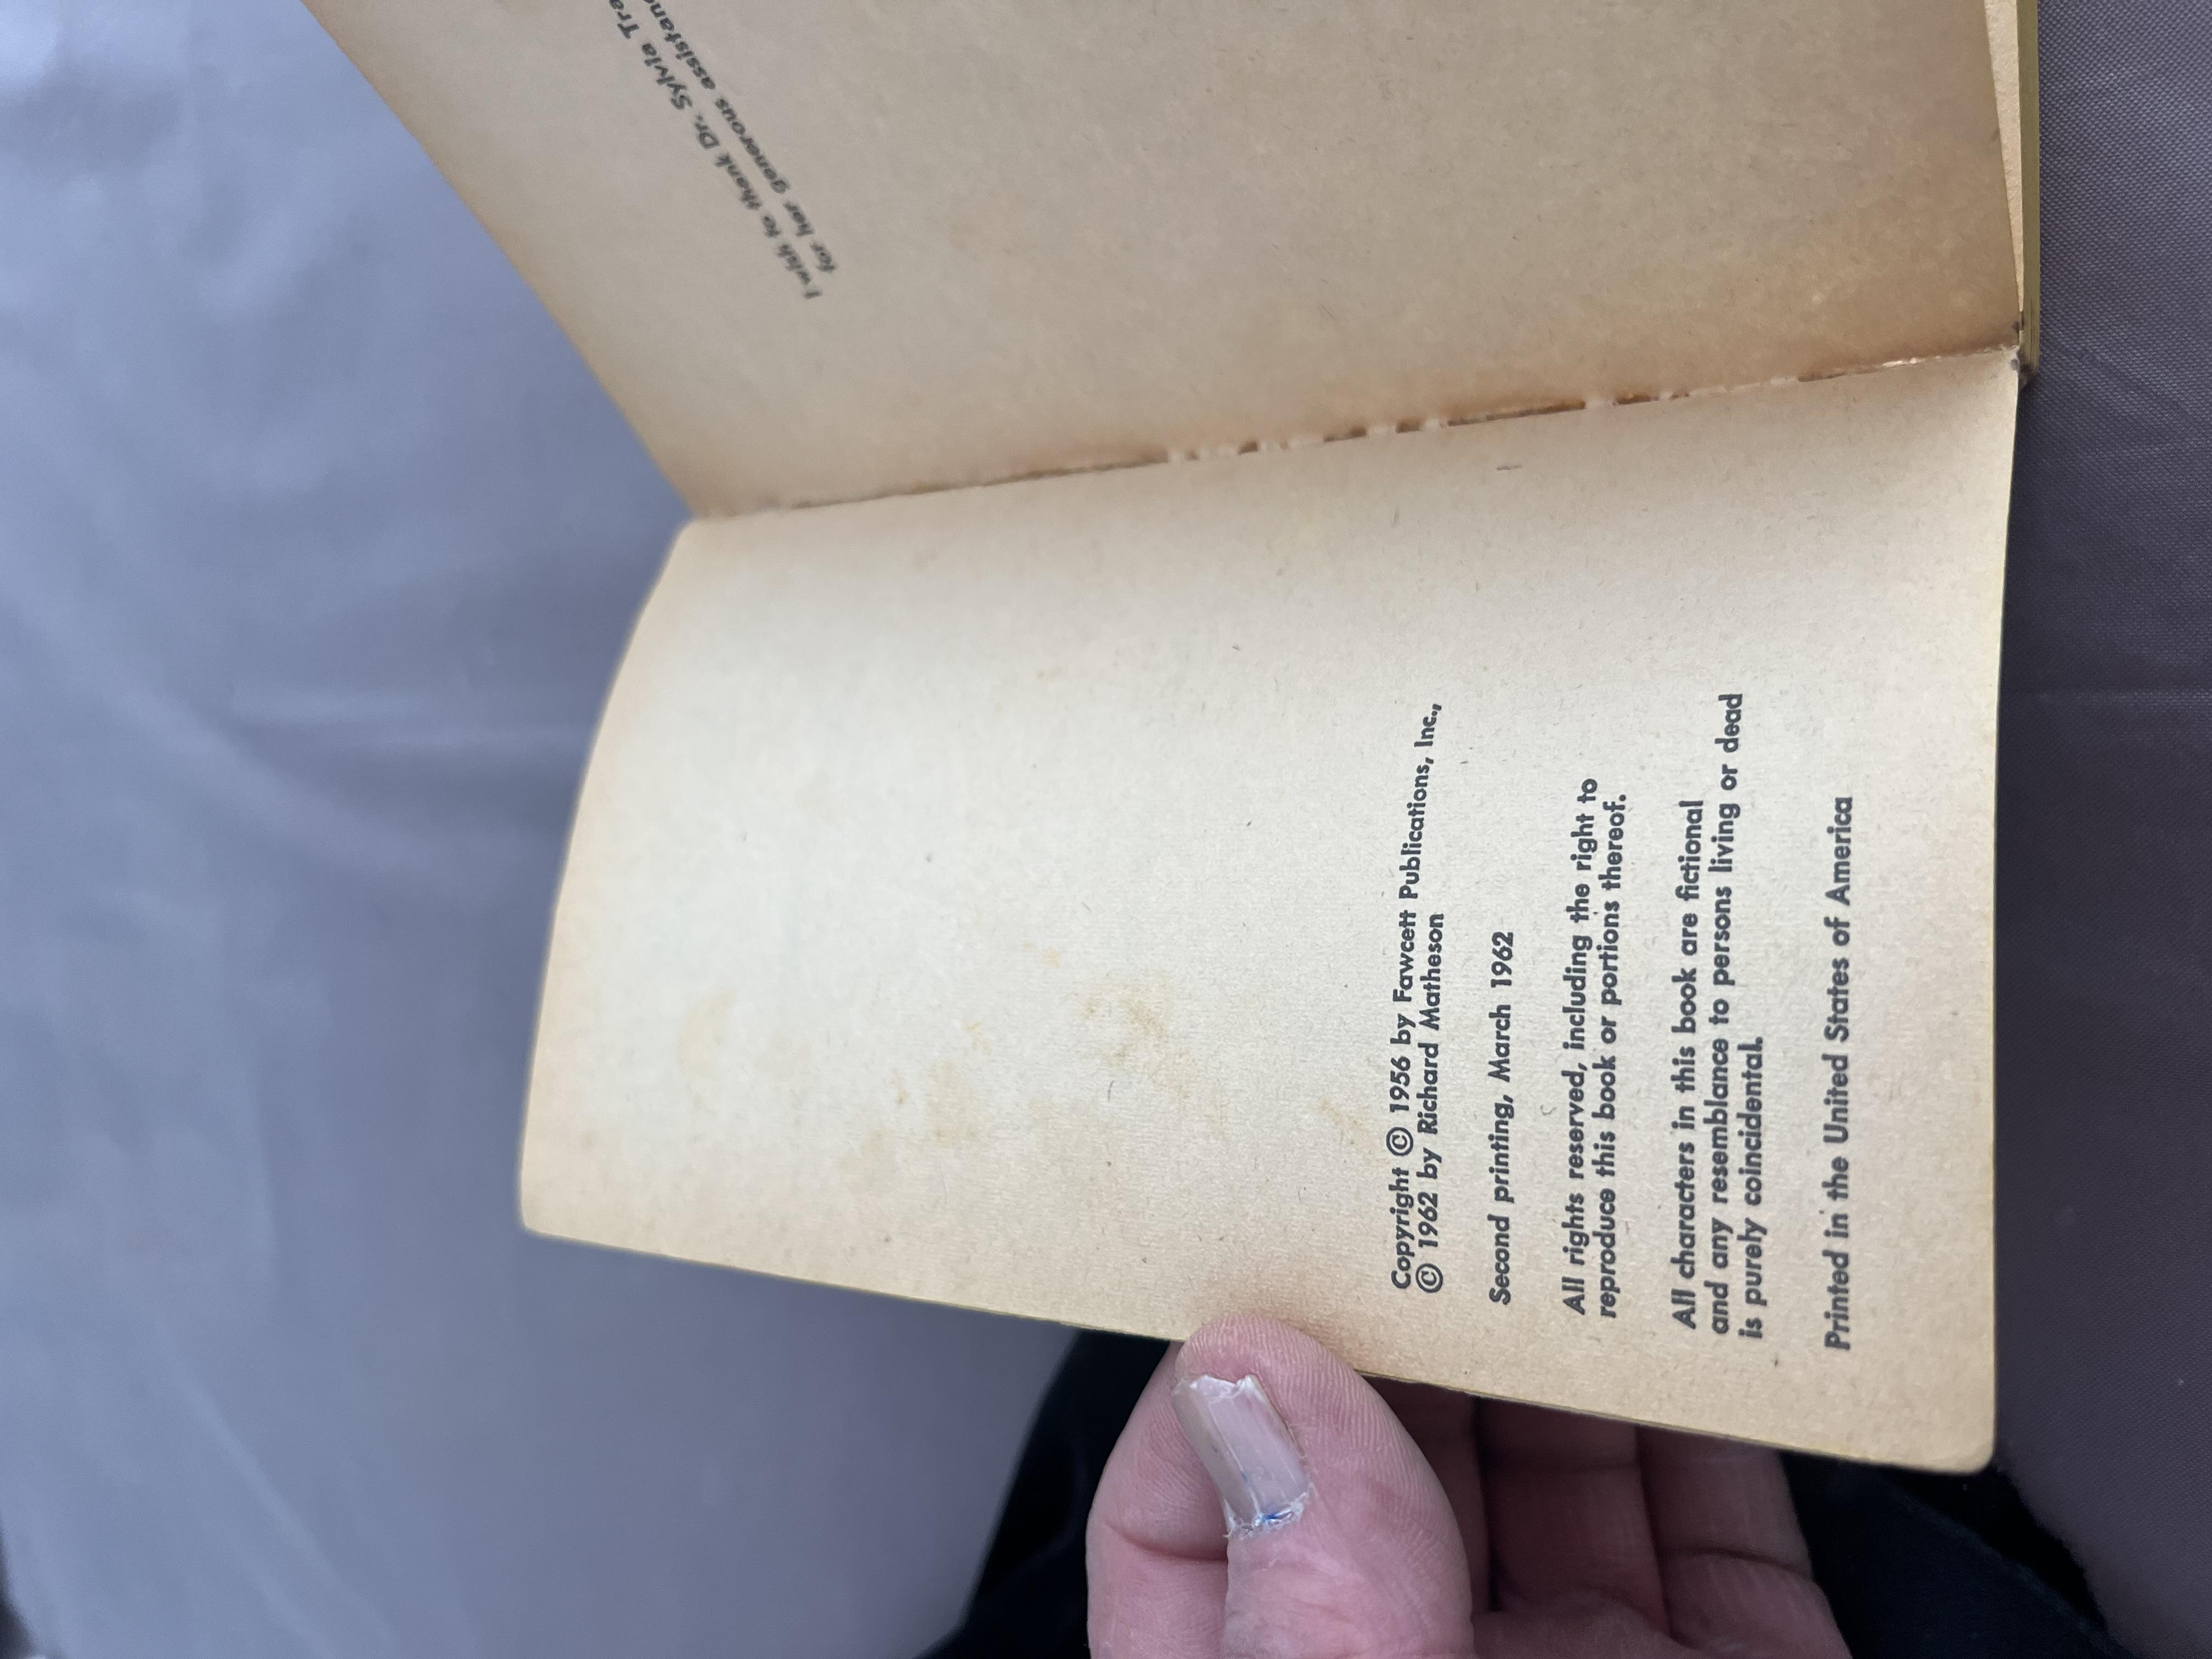 Copyright © 1956 by Fawcett Publications, Inc.,
© 1962 by Richard Matheson
Second printing, March 1962
All rights reserved, including the right to
reproduce this book or portions thereof.
All characters in this book are fictional
and any resemblance to persons living or dead
is purely coincidental.
Printed in the United States of America
I wish to thank Dr. Sylvia
for her generous